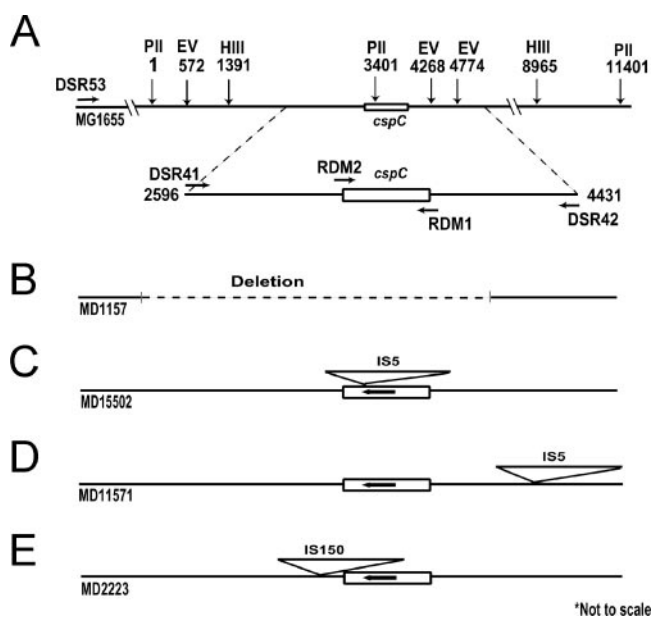 A
PII EV HIII PII EV EV HIII PII
1 572 1391 3401 4268 4774 8965 11401
DSR53
MG1655
cspC
DSR41 RDM2 cspC
2596 4431
RDM1 DSR42
B
Deletion
MD1157
C
IS5
MD15502
D
IS5
MD11571
E
IS150
MD2223
*Not to scale